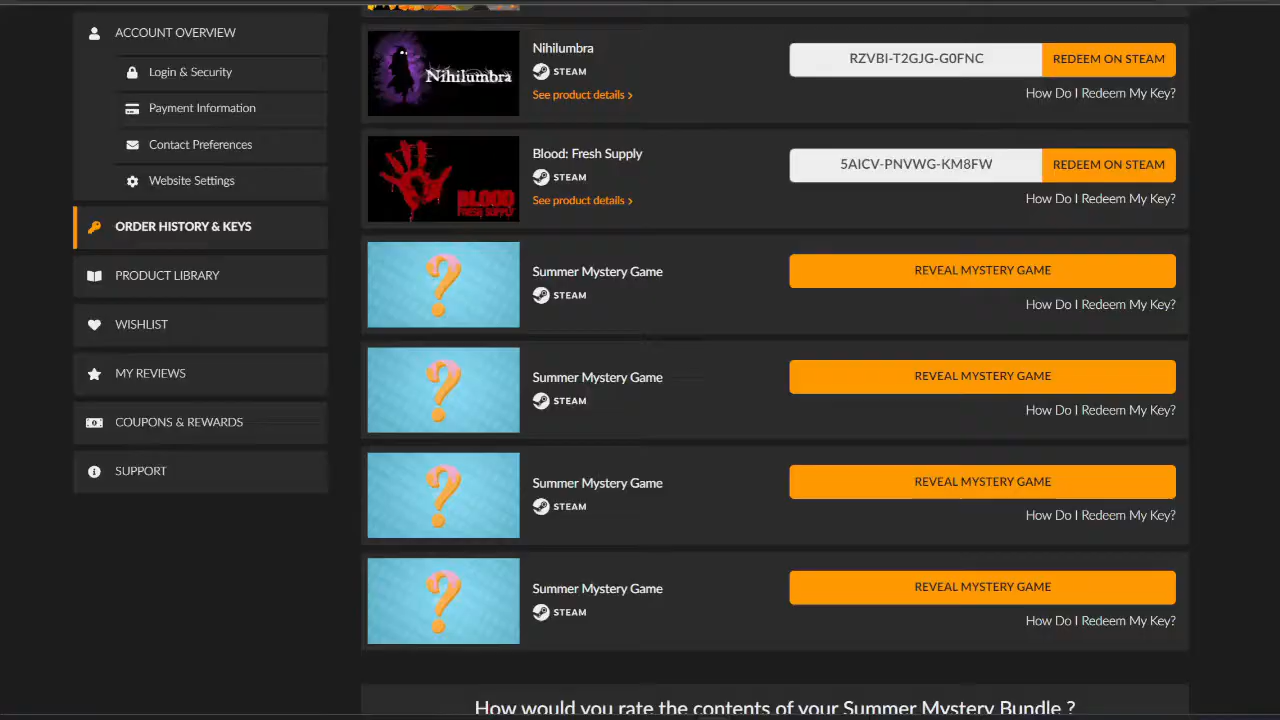 ACCOUNT OVERVIEW
Login & Security
Payment Information
Contact Preferences
Website Settings
ORDER HISTORY & KEYS
PRODUCT LIBRARY
WISHLIST
MY REVIEWS
COUPONS & REWARDS
SUPPORT
Nihilumbra
Nihilumbra
STEAM
See product details >
RZVBI-T2GJG-G0FNC
REDEEM ON STEAM
How Do I Redeem My Key?
BLOOD
FRESH SUPPLY
Blood: Fresh Supply
STEAM
See product details >
5AICV-PNVWG-KM8FW
REDEEM ON STEAM
How Do I Redeem My Key?
?
Summer Mystery Game
STEAM
REVEAL MYSTERY GAME
How Do I Redeem My Key?
?
Summer Mystery Game
STEAM
REVEAL MYSTERY GAME
How Do I Redeem My Key?
?
Summer Mystery Game
STEAM
REVEAL MYSTERY GAME
How Do I Redeem My Key?
?
Summer Mystery Game
STEAM
REVEAL MYSTERY GAME
How Do I Redeem My Key?
How would you rate the contents of your Summer Mystery Bundle ?